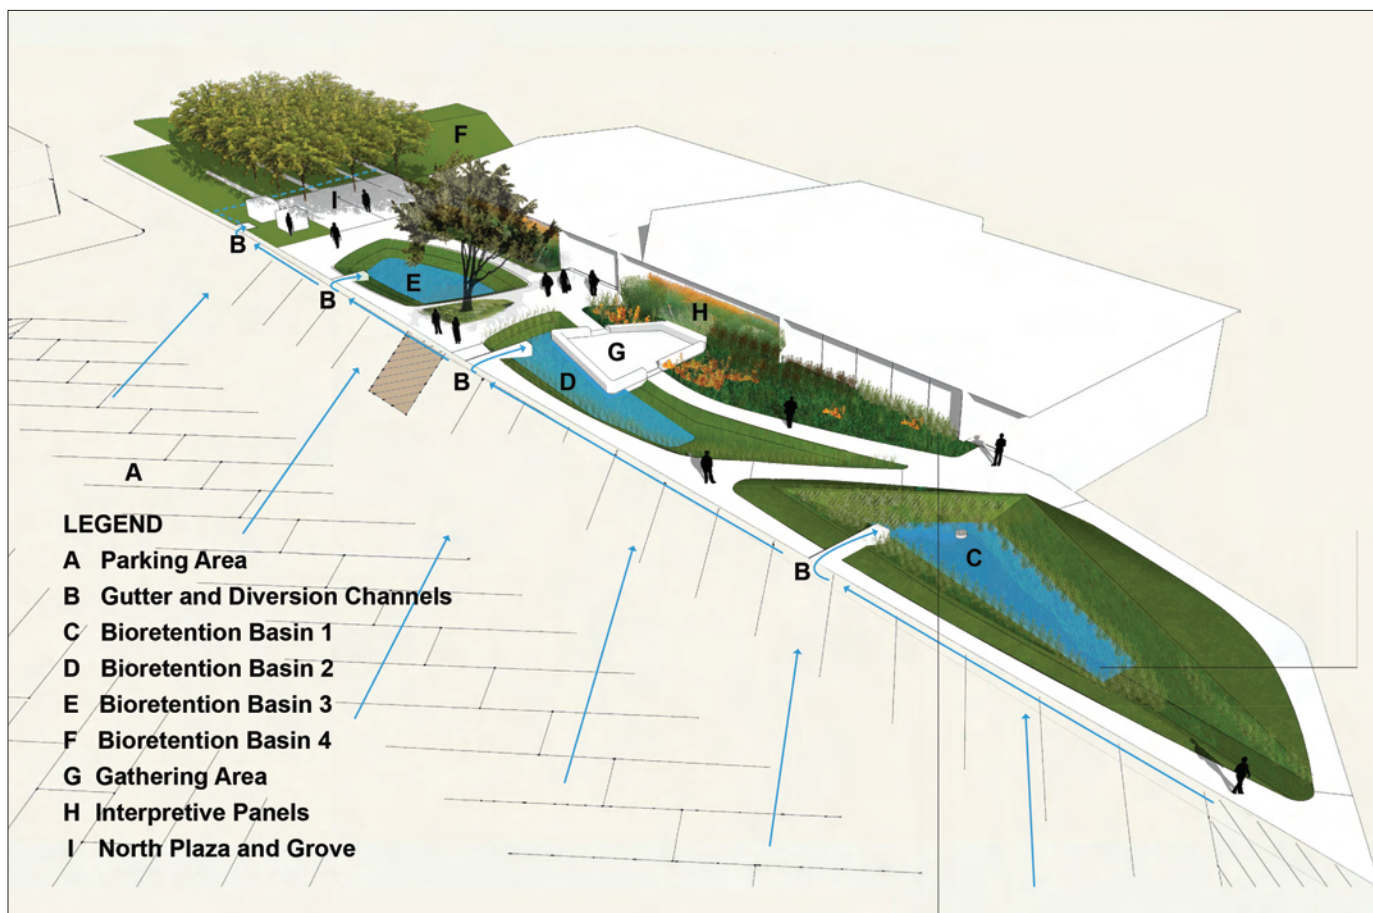 F
I
B
E
B
H
G
D
B
A
C
B
LEGEND
A Parking Area
B Gutter and Diversion Channels
C Bioretention Basin 1
D Bioretention Basin 2
E Bioretention Basin 3
F Bioretention Basin 4
G Gathering Area
H Interpretive Panels
I North Plaza and Grove